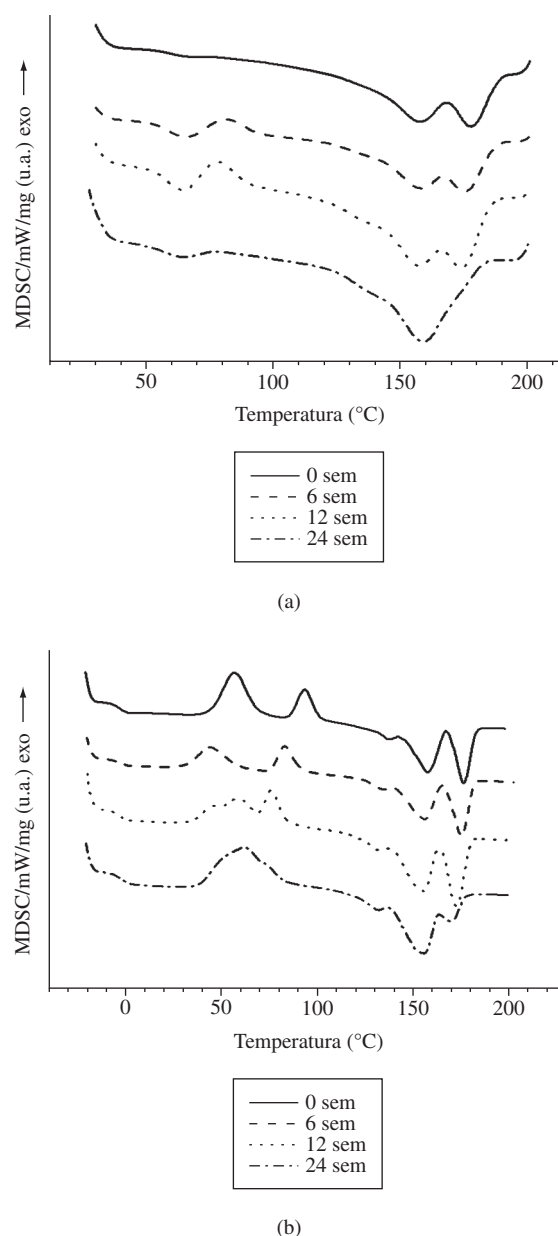 MDSC/mW/mg (u.a.) exo
50
100
150
200
Temperatura (°C)
0 sem
6 sem
12 sem
24 sem
(a)
MDSC/mW/mg (u.a.) exo
0
50
100
150
200
Temperatura (°C)
0 sem
6 sem
12 sem
24 sem
(b)